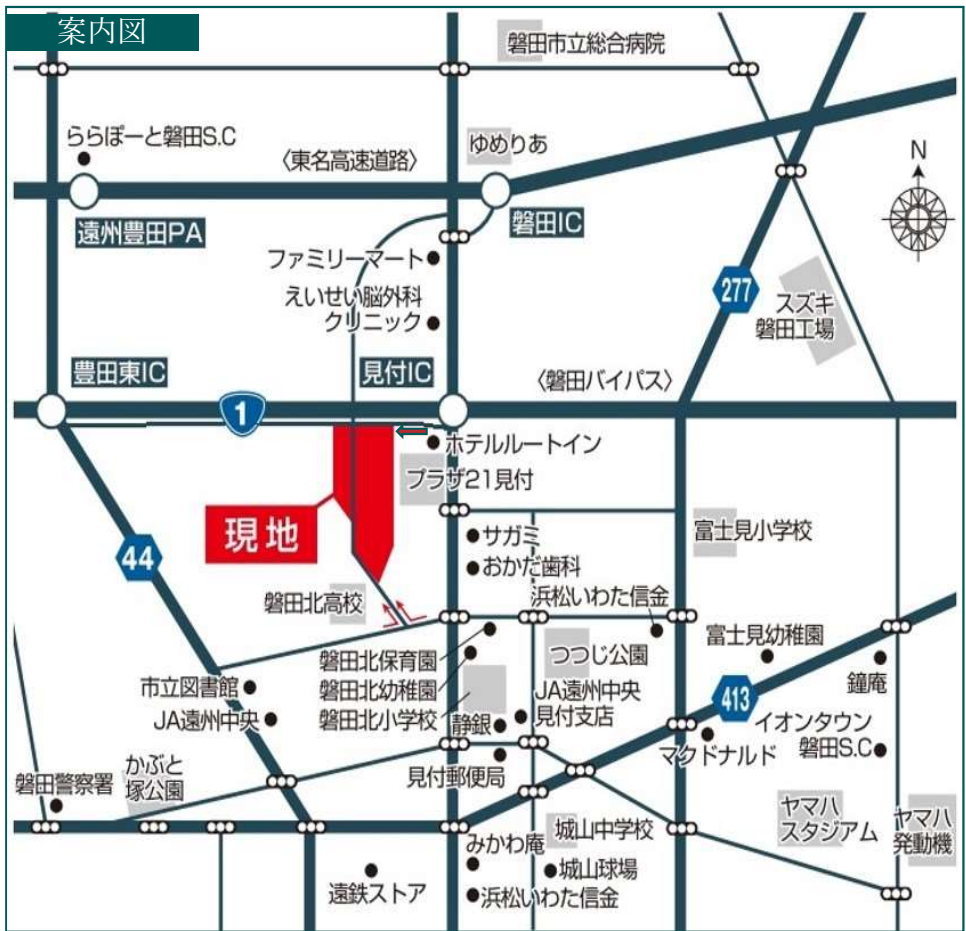 案内図
磐田市立総合病院
ららぽーと磐田S.C
〈東名高速道路〉
ゆめりあ
N
遠州豊田PA
磐田IC
ファミリーマート
えいせい脳外科
クリニック
277
スズキ
磐田工場
豊田東IC
見付IC
〈磐田バイパス〉
1
ホテルルートイン
プラザ21見付
現地
サガミ
富士見小学校
44
おかだ歯科
磐田北高校
浜松いわた信金
磐田北保育園
つつじ公園
富士見幼稚園
市立図書館
磐田北幼稚園
JA遠州中央
見付支店
鐘庵
413
JA遠州中央
磐田北小学校
静銀
イオンタウン
磐田S.C
マクドナルド
磐田警察署
かぶと
塚公園
見付郵便局
ヤマハ
スタジアム
ヤマハ
発動機
みかわ庵
城山中学校
遠鉄ストア
城山球場
浜松いわた信金